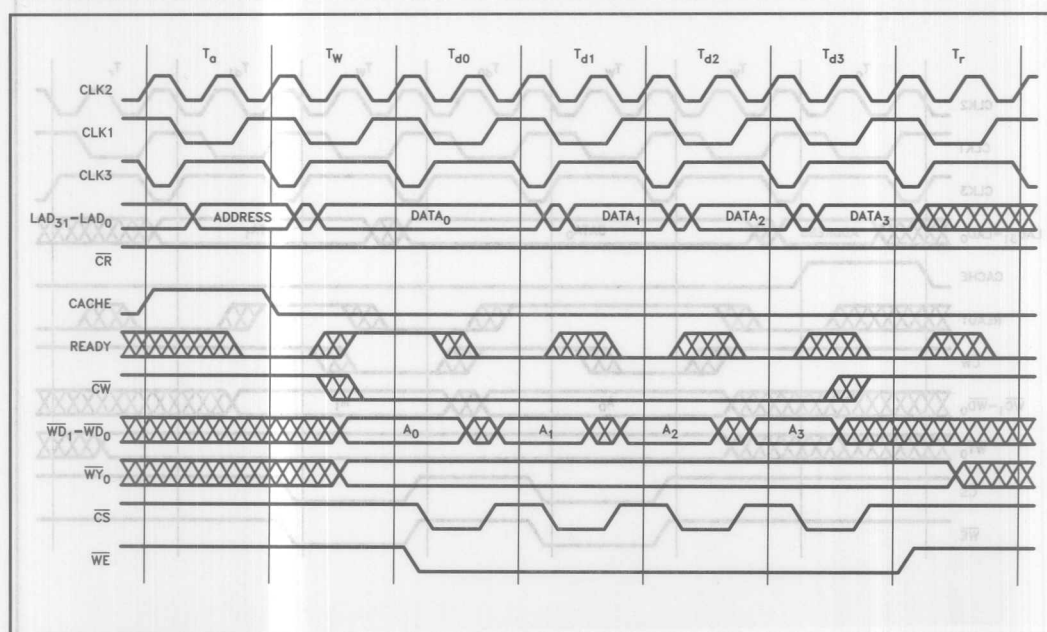 Ta Tw Td0 Td1 Td2 Td3 Tr
CLK2
CLK1
CLK3
LAD31-LAD0 ADDRESS DATA0 DATA1 DATA2 DATA3
CR
CACHE
READY
CW
WD1-WD0 A0 A1 A2 A3
WY0
CS
WE